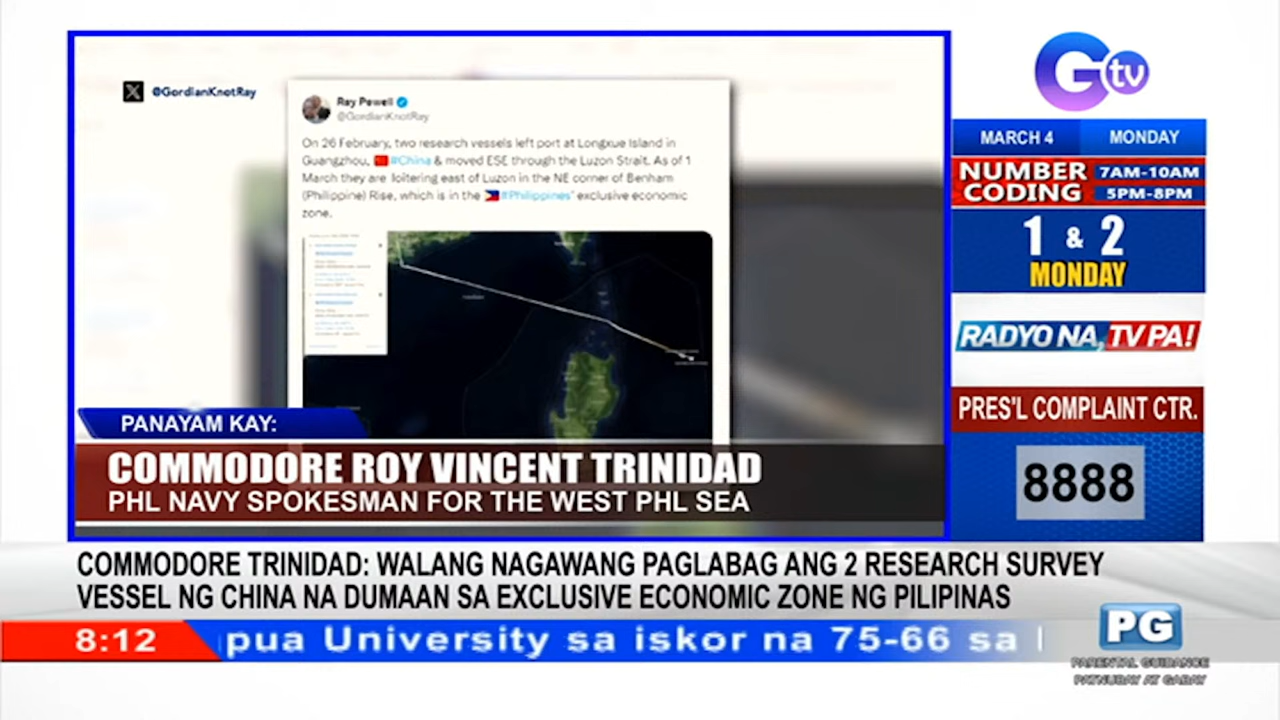 @GordianKnotRay
Ray Powell
@GordianKnotRay
On 26 February, two research vessels left port at Longxue Island in
Guangzhou, #China & moved ESE through the Luzon Strait. As of 1
March they are loitering east of Luzon in the NE corner of Benham
(Philippine) Rise, which is in the #Philippines' exclusive economic
zone.
PANAYAM KAY:
COMMODORE ROY VINCENT TRINIDAD
PHL NAVY SPOKESMAN FOR THE WEST PHL SEA
Gtv
MARCH 4 MONDAY
NUMBER CODING
7AM-10AM
5PM-8PM
1 & 2
MONDAY
RADYO NA, TV PA!
PRES'L COMPLAINT CTR.
8888
COMMODORE TRINIDAD: WALANG NAGAWANG PAGLABAG ANG 2 RESEARCH SURVEY
VESSEL NG CHINA NA DUMAAN SA EXCLUSIVE ECONOMIC ZONE NG PILIPINAS
8:12 pua University sa iskor na 75-66 sa
PG
PARENTAL GUIDANCE
PATNUBAY AT GABAY